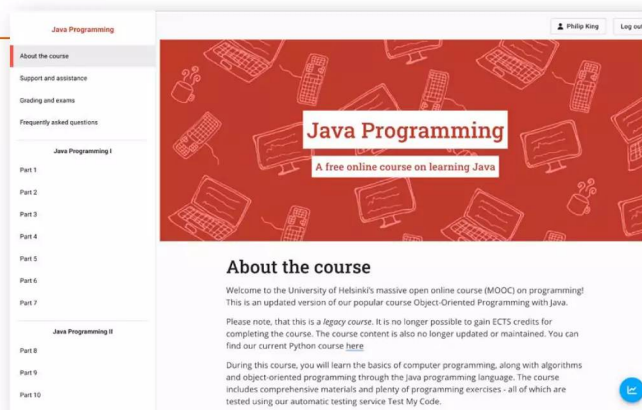 Java Programming
About the course
Support and assistance
Grading and exams
Frequently asked questions
Java Programming I
Part 1
Part 2
Part 3
Part 4
Part 5
Part 6
Part 7
Java Programming II
Part 8
Part 9
Part 10
Philip King
Log out
Java Programming
A free online course on learning Java
About the course
Welcome to the University of Helsinki's massive open online course (MOOC) on programming!
This is an updated version of our popular course Object-Oriented Programming with Java.
Please note, that this is a legacy course. It is no longer possible to gain ECTS credits for
completing the course. The course content is also no longer updated or maintained. You can
find our current Python course here
During this course, you will learn the basics of computer programming, along with algorithms
and object-oriented programming through the Java programming language. The course
includes comprehensive materials and plenty of programming exercises - all of which are
tested using our automatic testing service Test My Code.